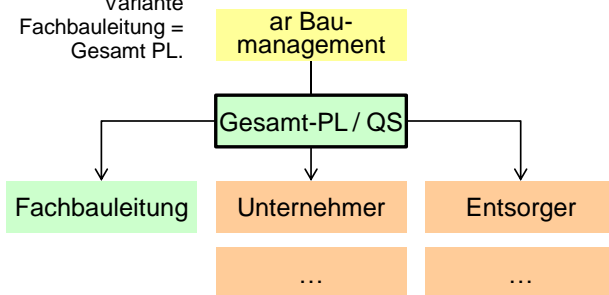 Variante
Fachbauleitung =
Gesamt PL.
ar Bau-
management
Gesamt-PL / QS
Fachbauleitung
Unternehmer
Entsorger
…
…